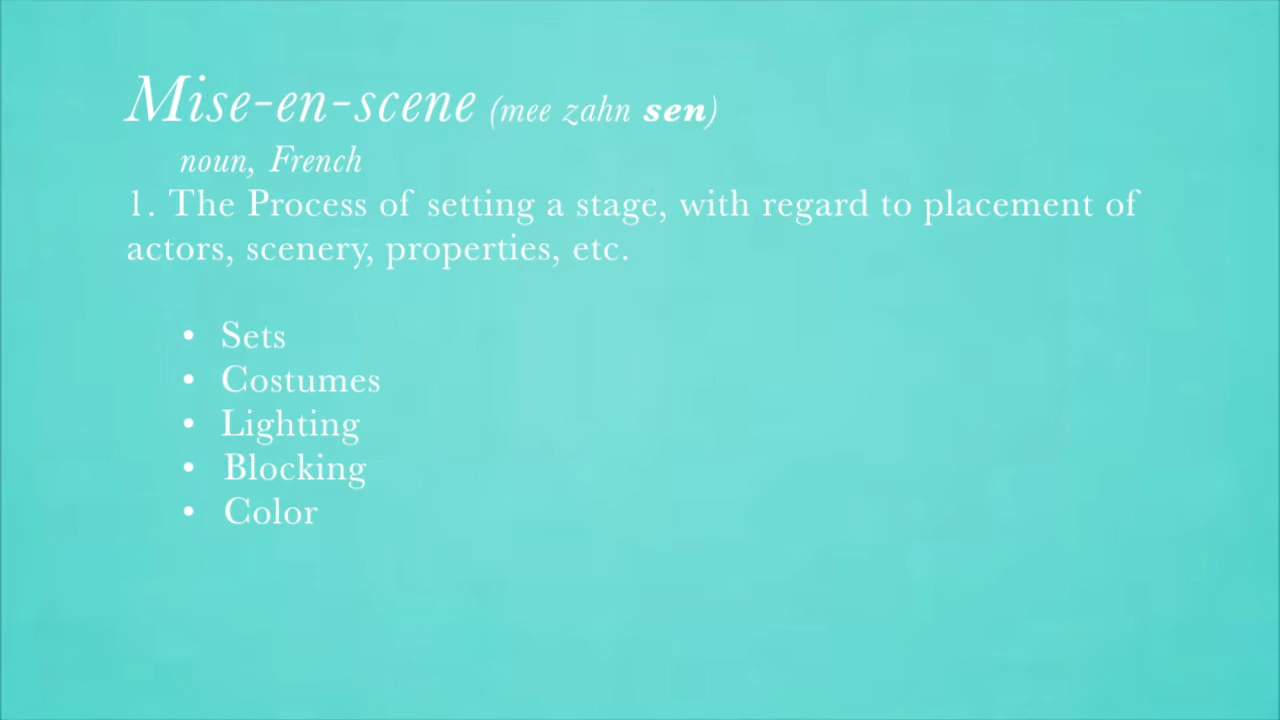 Mise-en-scene (mee zahn sen)
noun, French
1. The Process of setting a stage, with regard to placement of
actors, scenery, properties, etc.
• Sets
• Costumes
• Lighting
• Blocking
• Color